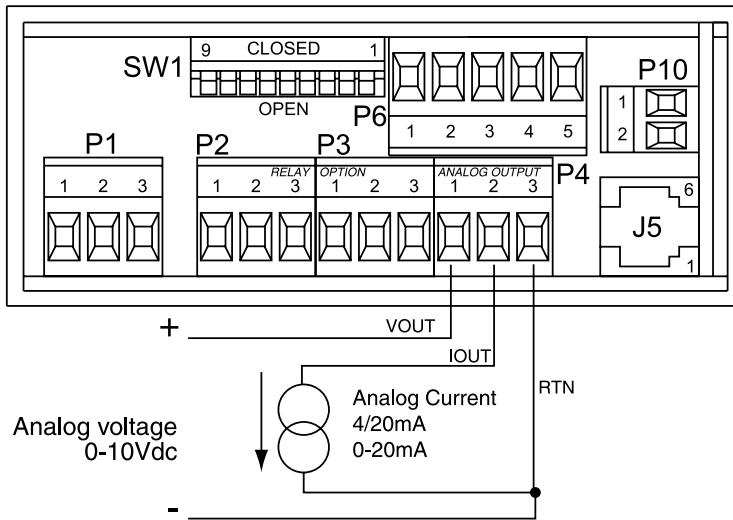 9 CLOSED 1
SW1
OPEN
P6
1 2 3 4 5
P10
1
2
P1
1 2 3
P2
RELAY
1 2 3
P3
OPTION
1 2 3
ANALOG OUTPUT
1 2 3
P4
6
J5
1
+
VOUT
IOUT
RTN
Analog voltage
0-10Vdc
Analog Current
4/20mA
0-20mA
-